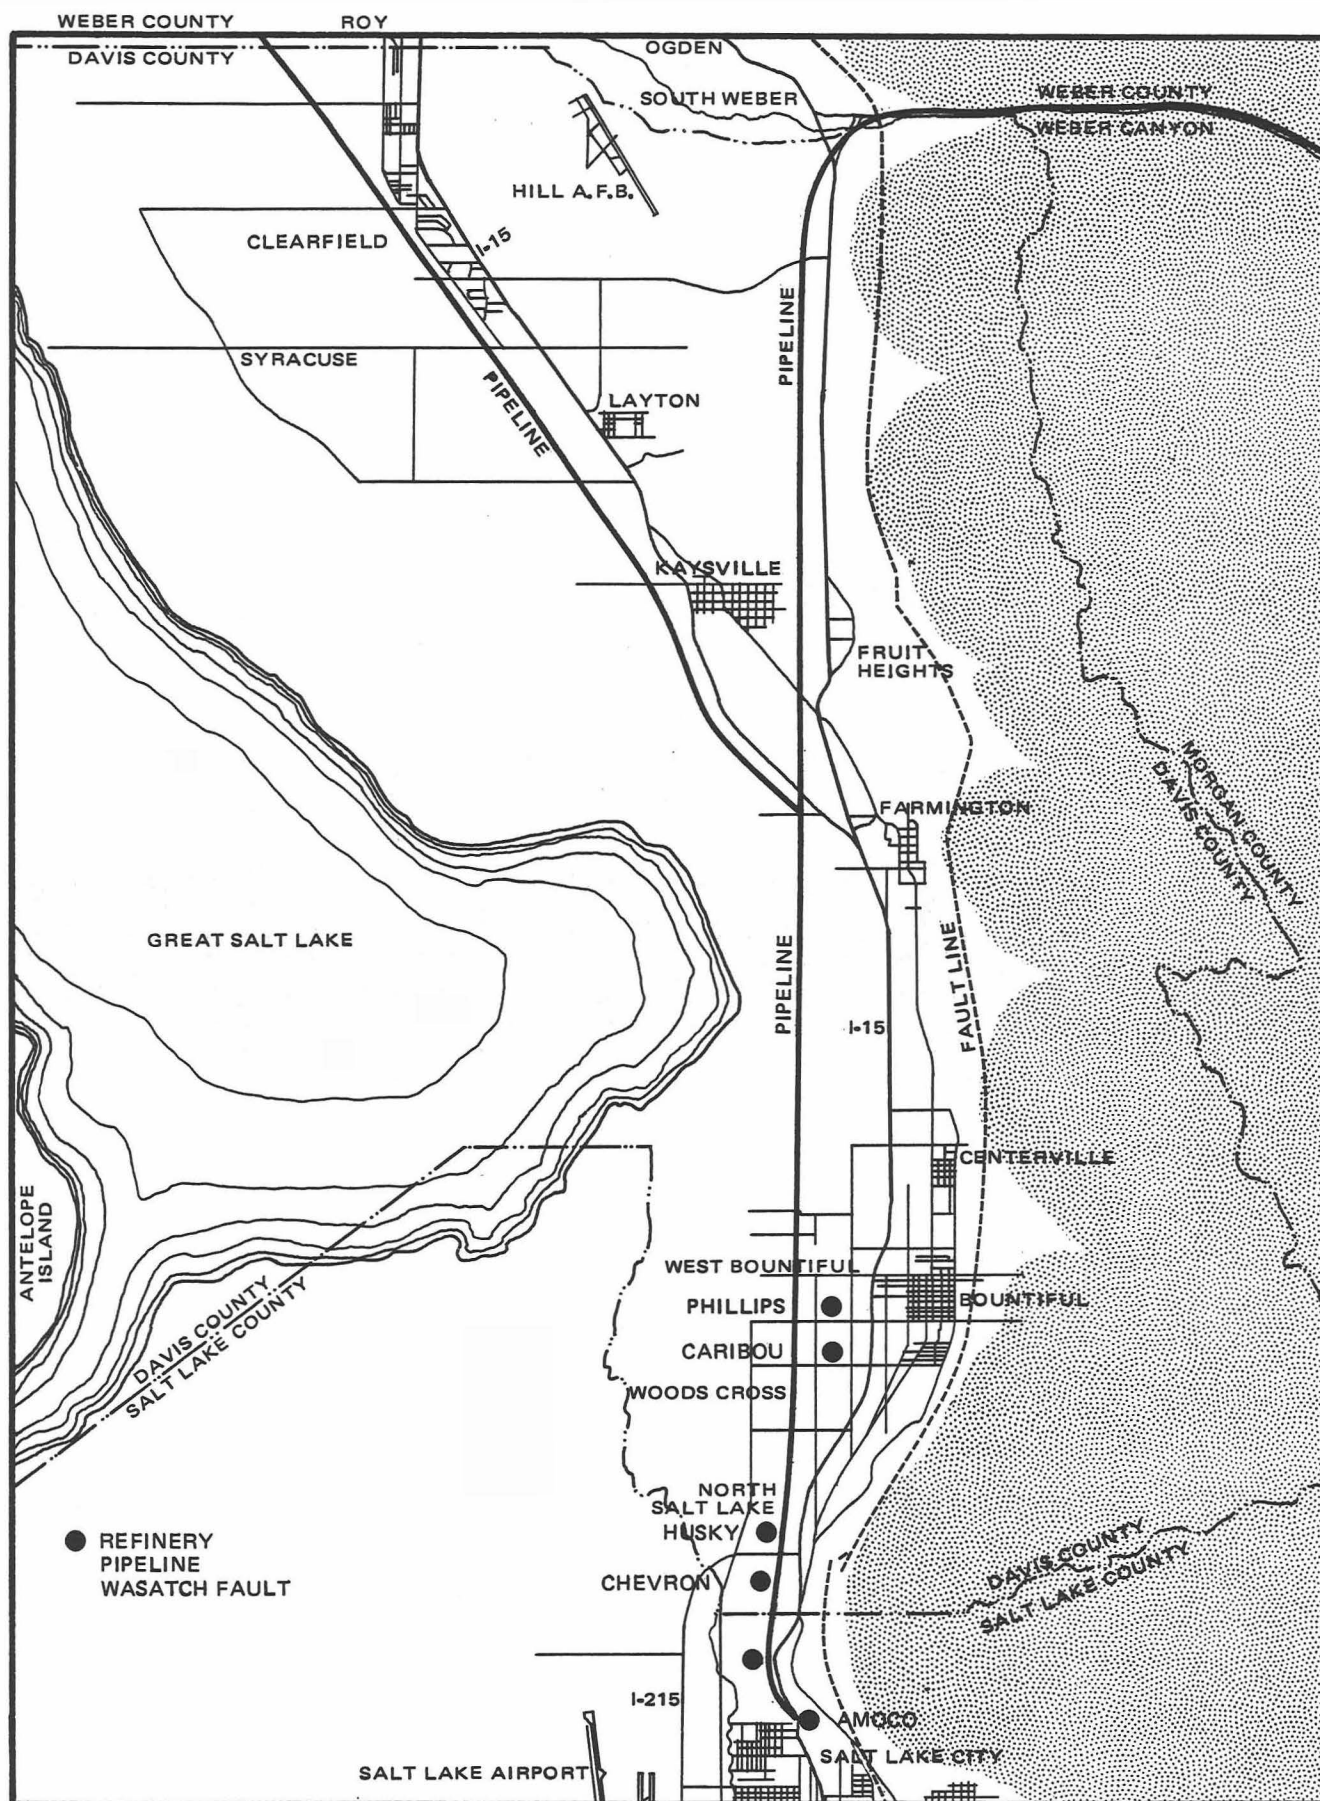 WEBER COUNTY
ROY
DAVIS COUNTY
OGDEN
SOUTH WEBER
WEBER COUNTY
WEBER CANYON
HILL A.F.B.
CLEARFIELD
I-15
PIPELINE
SYRACUSE
PIPELINE
LAYTON
KAYSVILLE
FRUIT
HEIGHTS
MORGAN COUNTY
DAVIS COUNTY
FARMINGTON
GREAT SALT LAKE
PIPELINE
FAULT LINE
I-15
CENTERVILLE
ANTELOPE
ISLAND
WEST BOUNTIFUL
PHILLIPS
BOUNTIFUL
DAVIS COUNTY
SALT LAKE COUNTY
CARIBOU
WOODS CROSS
NORTH
SALT LAKE
HUSKY
REFINERY
PIPELINE
WASATCH FAULT
CHEVRON
DAVIS COUNTY
SALT LAKE COUNTY
I-215
AMOCO
SALT LAKE CITY
SALT LAKE AIRPORT